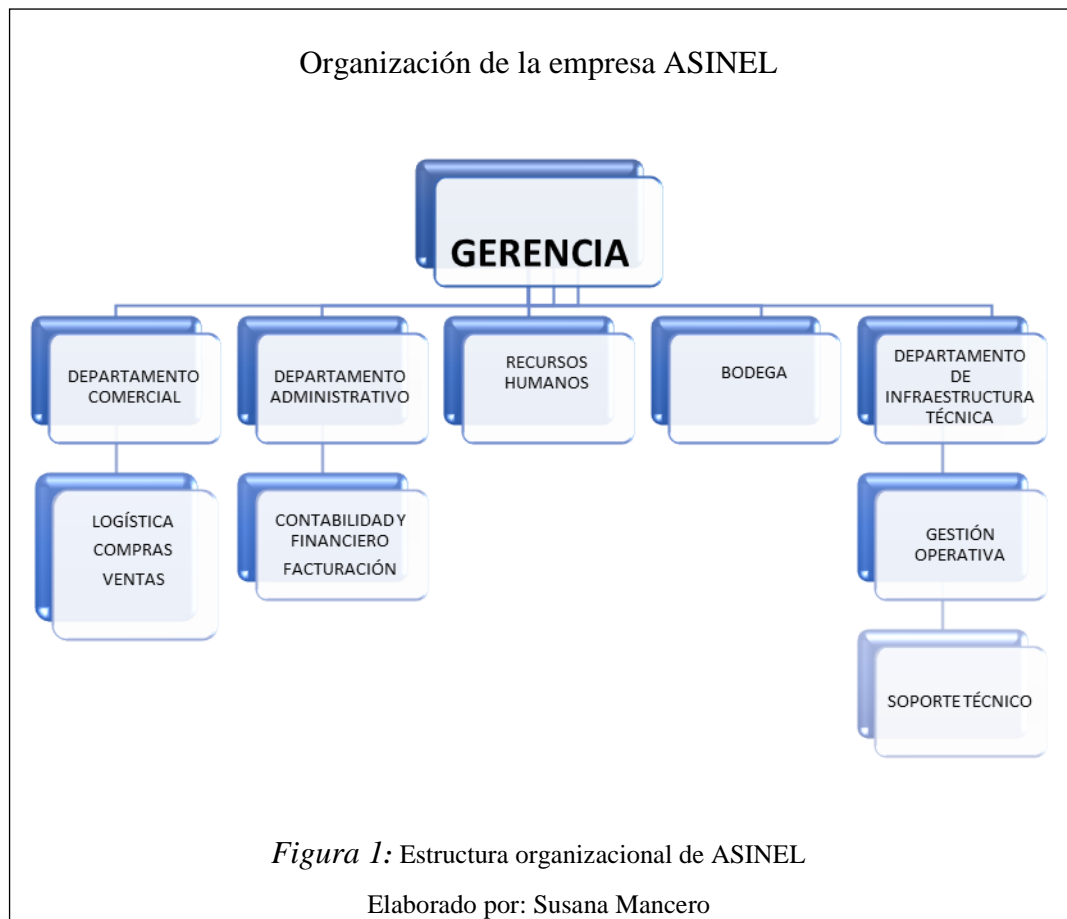 Organización de la empresa ASINEL
GERENCIA
DEPARTAMENTO
COMERCIAL
DEPARTAMENTO
ADMINISTRATIVO
RECURSOS
HUMANOS
BODEGA
DEPARTAMENTO
DE
INFRAESTRUCTURA
TÉCNICA
LOGÍSTICA
COMPRAS
VENTAS
CONTABILIDAD Y
FINANCIERO
FACTURACIÓN
GESTIÓN
OPERATIVA
SOPORTE TÉCNICO
Figura 1: Estructura organizacional de ASINEL
Elaborado por: Susana Mancero